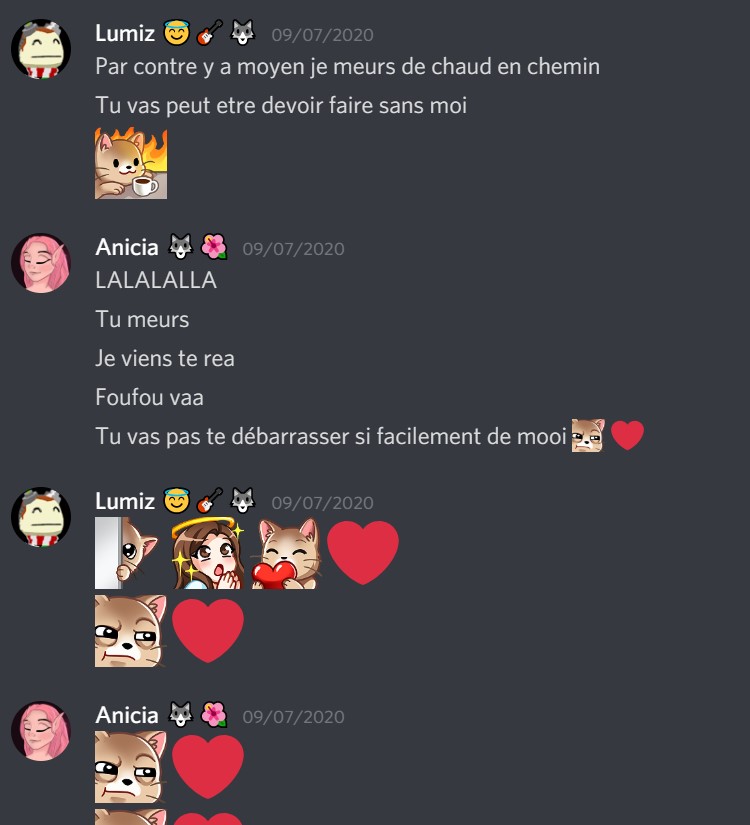 Lumiz 😇 🎸 🐺 09/07/2020
Par contre y a moyen je meurs de chaud en chemin
Tu vas peut etre devoir faire sans moi
Anicia 🐺 🌺 09/07/2020
LALALALLA
Tu meurs
Je viens te rea
Foufou vaa
Tu vas pas te débarrasser si facilement de mooi ❤️
Lumiz 😇 🎸 🐺 09/07/2020
❤️
❤️
Anicia 🐺 🌺 09/07/2020
❤️